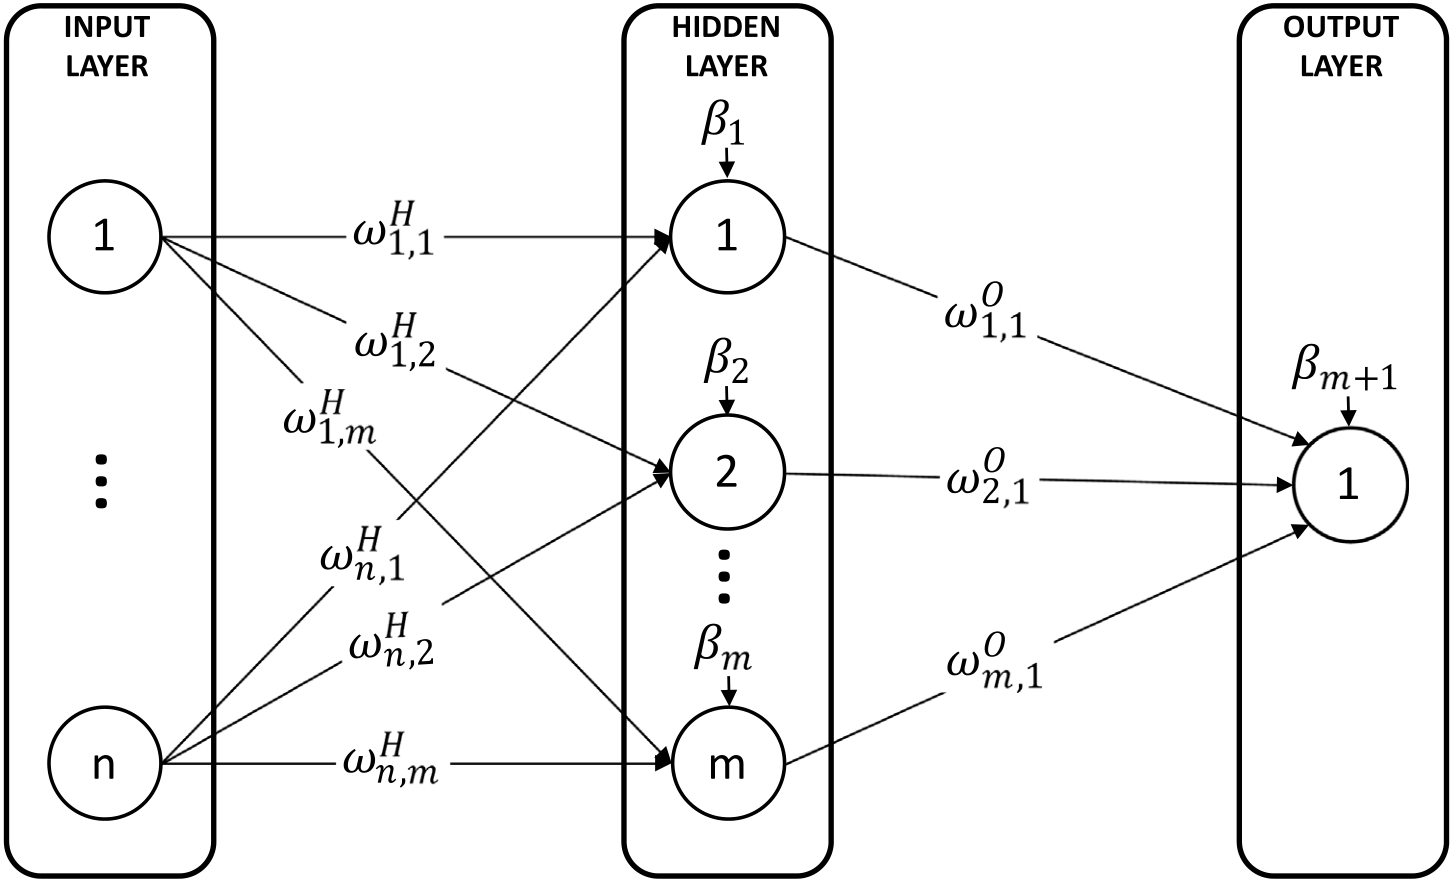 INPUT
LAYER
HIDDEN
LAYER
OUTPUT
LAYER
β₁
1
ω^H_{1,1}
1
ω^H_{1,2}
ω^O_{1,1}
β₂
β_{m+1}
ω^H_{1,m}
2
ω^O_{2,1}
1
ω^H_{n,1}
ω^H_{n,2}
β_m
ω^O_{m,1}
n
ω^H_{n,m}
m